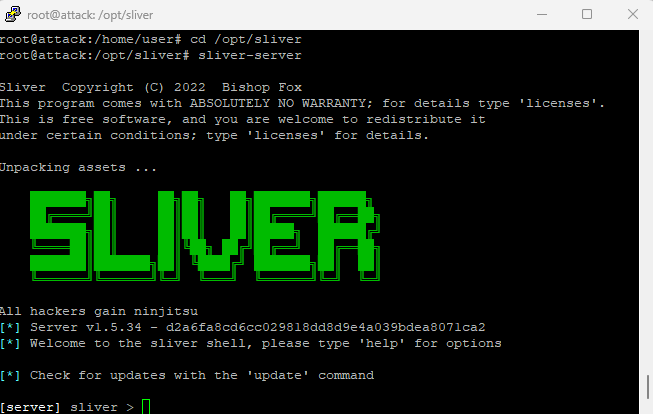 root@attack: /opt/sliver
root@attack:/home/user# cd /opt/sliver
root@attack:/opt/sliver# sliver-server
Sliver  Copyright (C) 2022  Bishop Fox
This program comes with ABSOLUTELY NO WARRANTY; for details type 'licenses'.
This is free software, and you are welcome to redistribute it
under certain conditions; type 'licenses' for details.
Unpacking assets ...
SLIVER
All hackers gain ninjitsu
[*] Server v1.5.34 - d2a6fa8cd6cc029818dd8d9e4a039bdea8071ca2
[*] Welcome to the sliver shell, please type 'help' for options
[*] Check for updates with the 'update' command
[server] sliver >